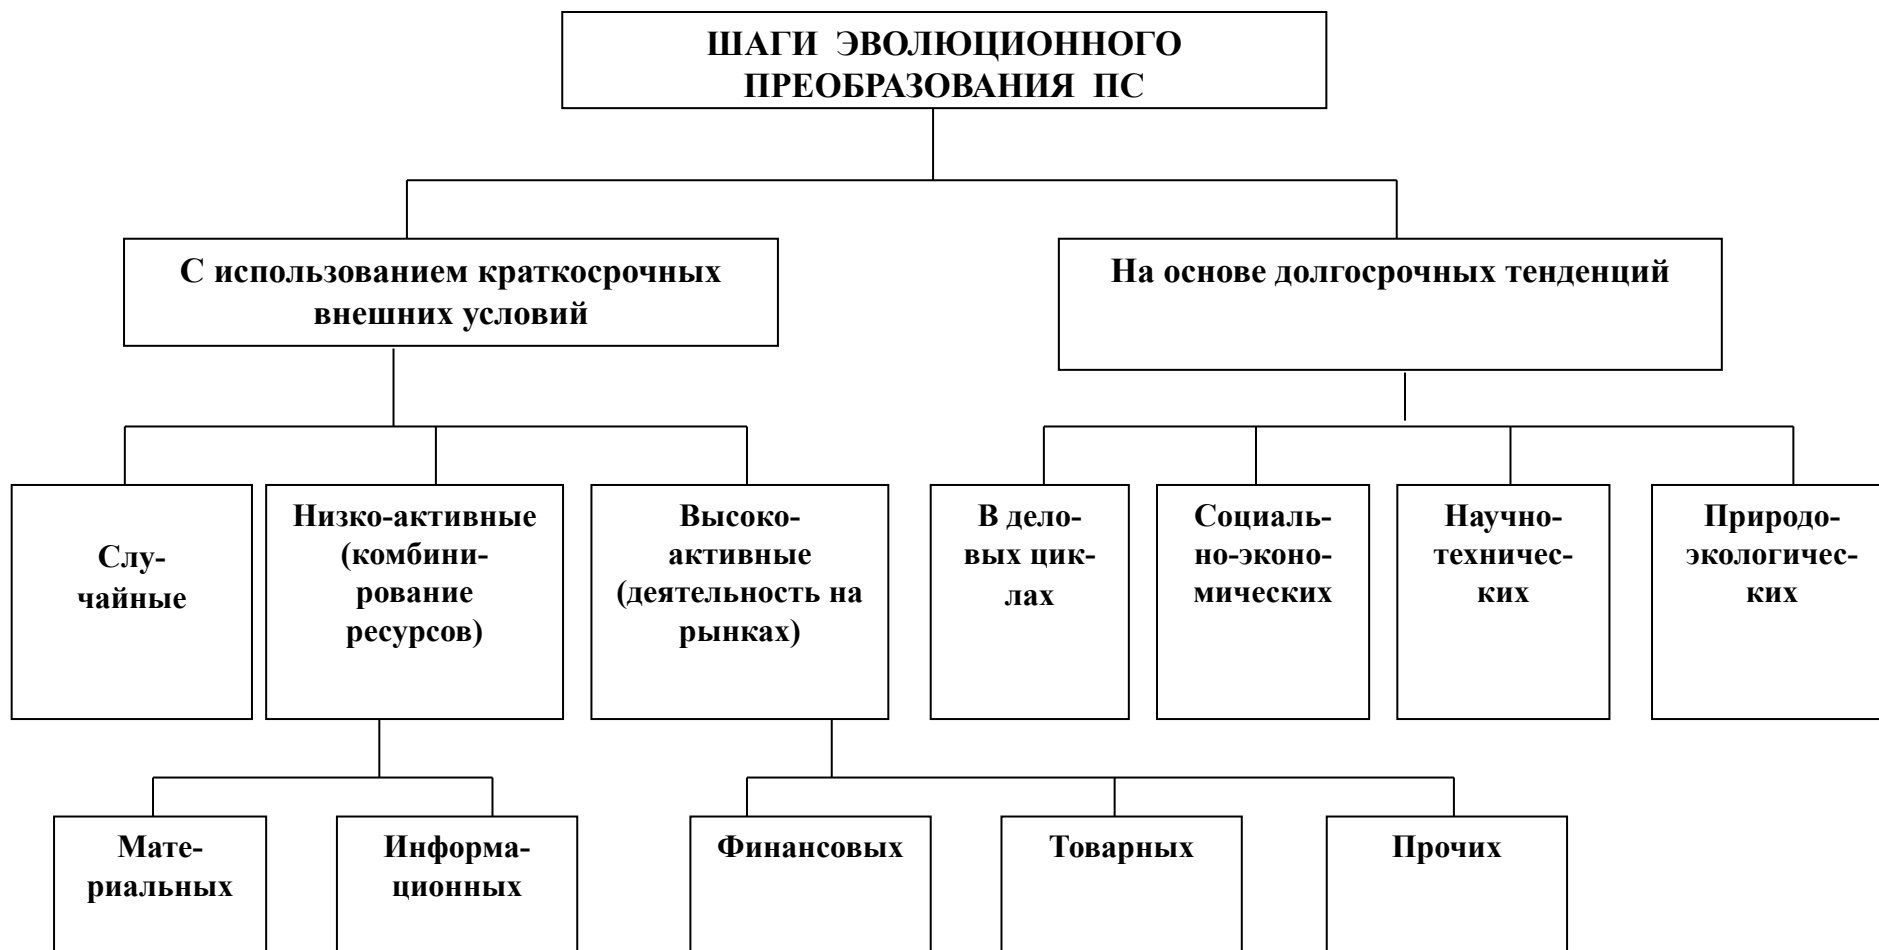 ШАГИ ЭВОЛЮЦИОННОГО
ПРЕОБРАЗОВАНИЯ ПС
С использованием краткосрочных
внешних условий
На основе долгосрочных тенденций
Слу-
чайные
Низко-активные
(комбини-
рование
ресурсов)
Высоко-
активные
(деятельность на
рынках)
В дело-
вых цик-
лах
Социаль-
но-эконо-
мических
Научно-
техничес-
ких
Природо-
экологичес-
ких
Мате-
риальных
Информа-
ционных
Финансовых
Товарных
Прочих